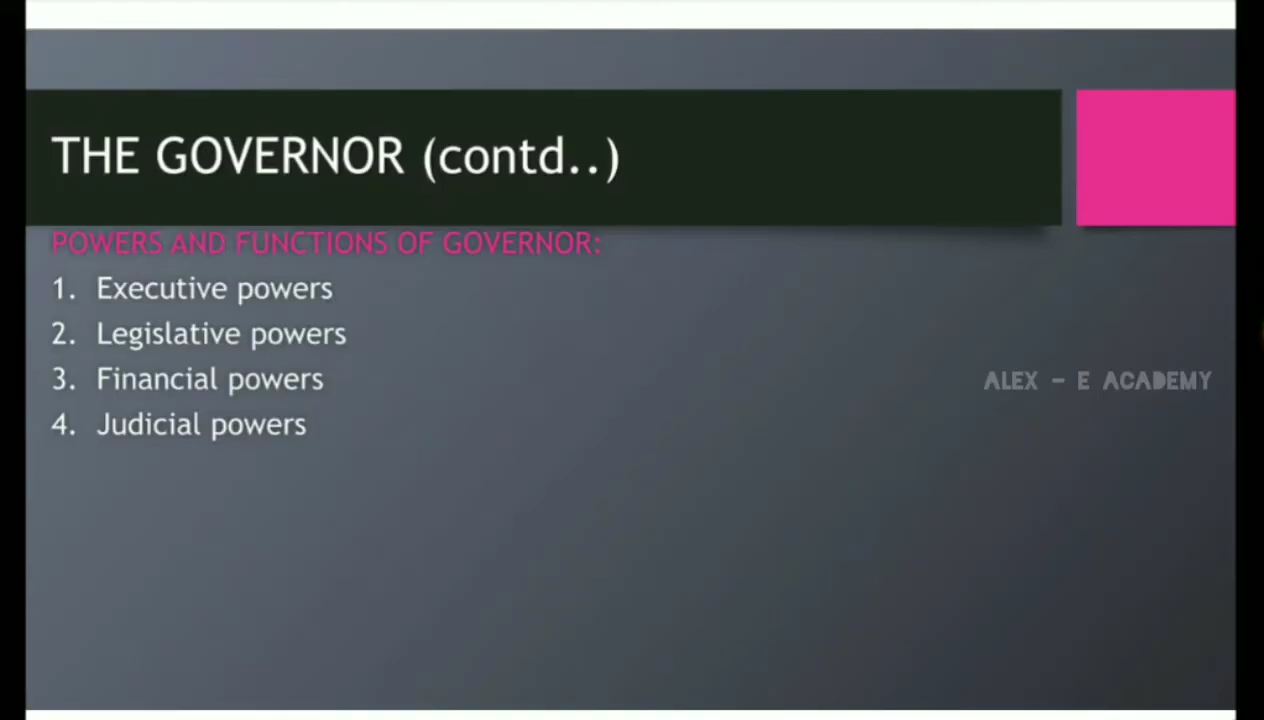 THE GOVERNOR (contd..)
POWERS AND FUNCTIONS OF GOVERNOR:
1. Executive powers
2. Legislative powers
3. Financial powers
4. Judicial powers
ALEX - E ACADEMY